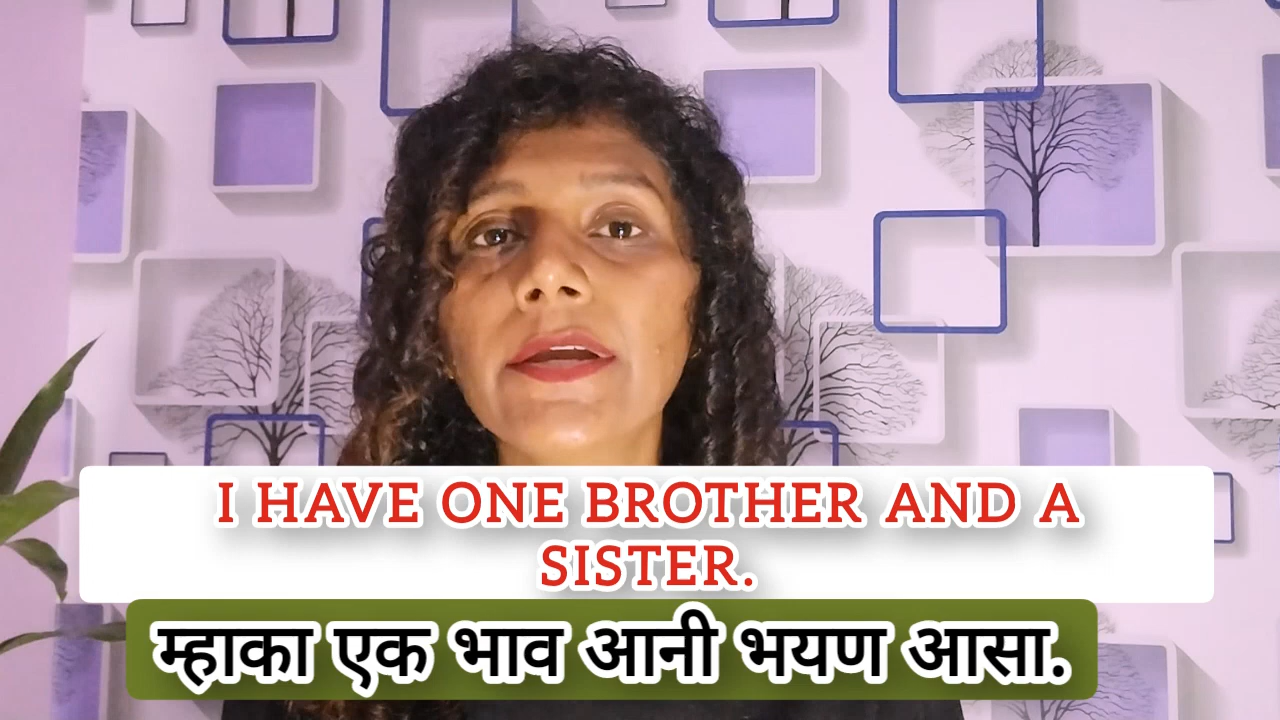 I HAVE ONE BROTHER AND A
SISTER.
म्हाका एक भाव आनी भयण आसा.